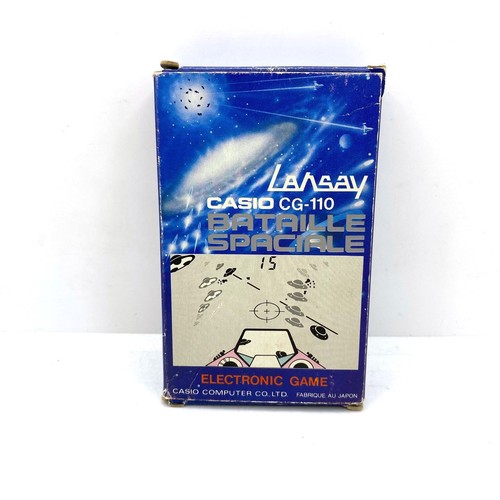 Lansay
CASIO CG-110
BATAILLE
SPACIALE
15
ELECTRONIC GAME
CASIO COMPUTER CO.,LTD. FABRIQUE AU JAPON